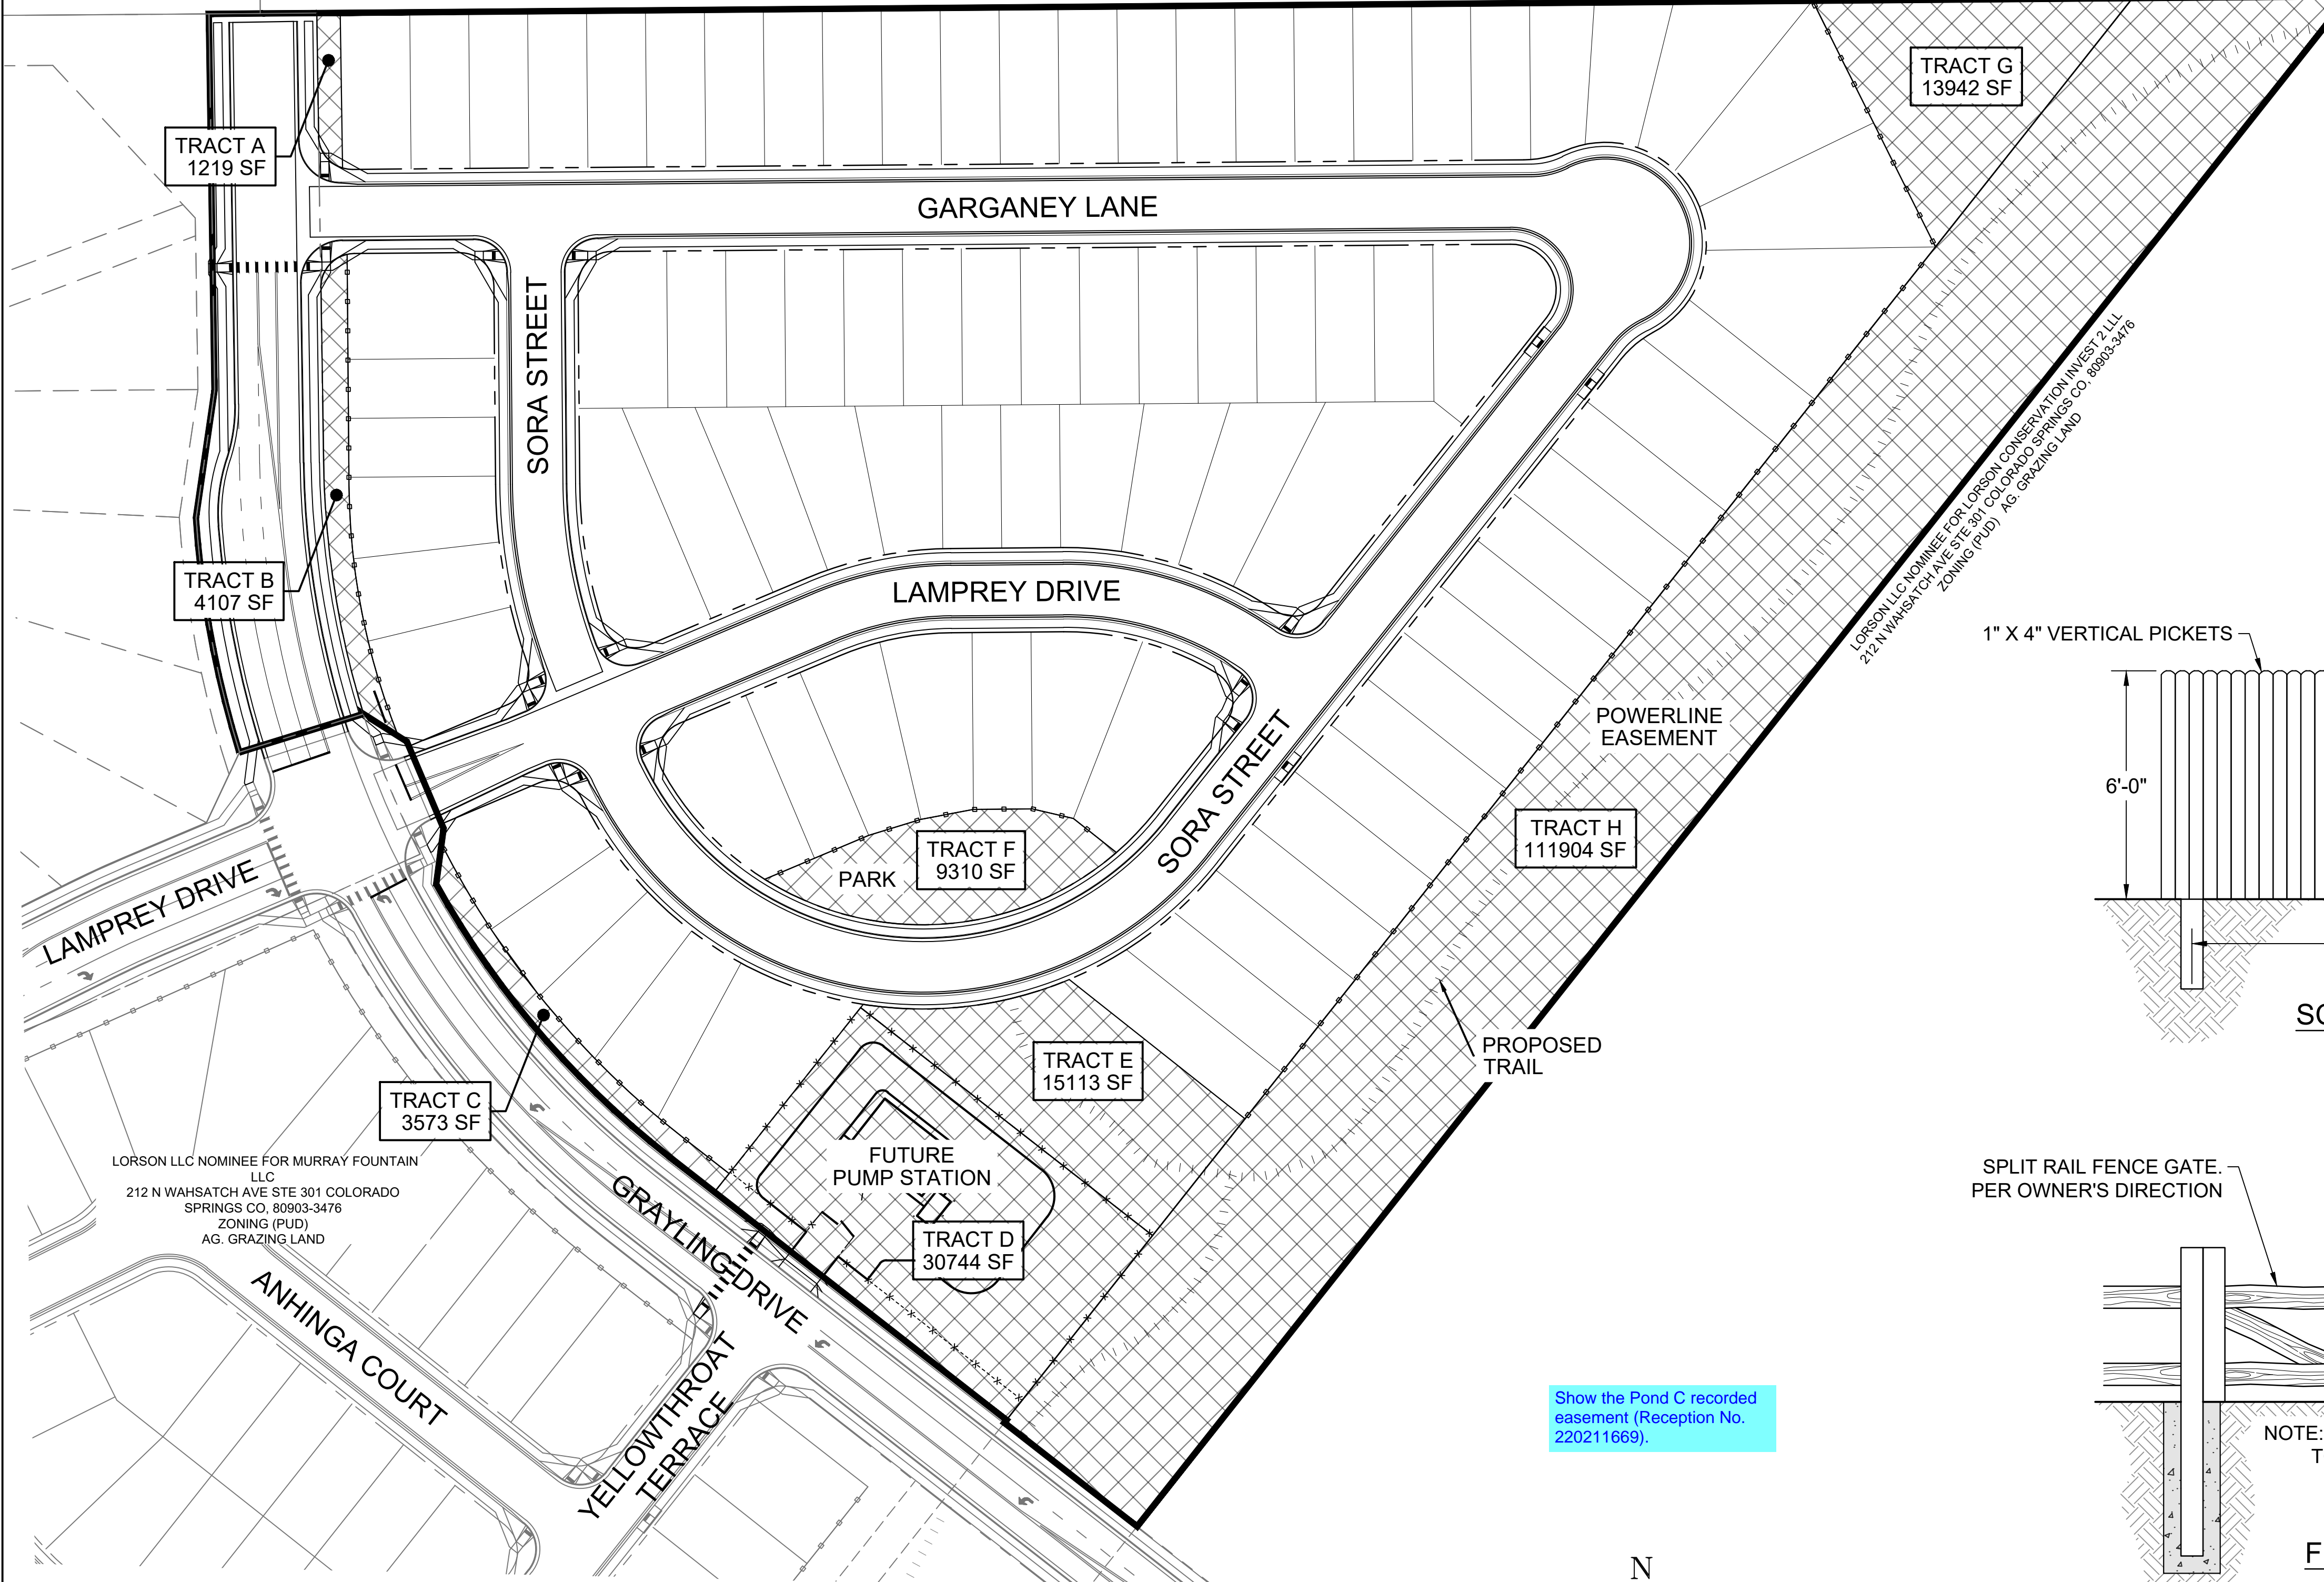 TRACT G
13942 SF
TRACT A
1219 SF
GARGANEY LANE
SORA STREET
LORSON LLC NOMINEE FOR LORSON CONSERVATION INVEST 2 LLL
212 N WAHSATCH AVE STE 301 COLORADO SPRINGS CO, 80903-3476
ZONING (PUD) AG. GRAZING LAND
TRACT B
4107 SF
LAMPREY DRIVE
1" X 4" VERTICAL PICKETS
6'-0"
POWERLINE
EASEMENT
SORA STREET
TRACT H
111904 SF
TRACT F
9310 SF
PARK
LAMPREY DRIVE
SC
PROPOSED
TRAIL
TRACT E
15113 SF
TRACT C
3573 SF
FUTURE
PUMP STATION
LORSON LLC NOMINEE FOR MURRAY FOUNTAIN
LLC
212 N WAHSATCH AVE STE 301 COLORADO
SPRINGS CO, 80903-3476
ZONING (PUD)
AG. GRAZING LAND
SPLIT RAIL FENCE GATE.
PER OWNER'S DIRECTION
GRAYLING DRIVE
TRACT D
30744 SF
ANHINGA COURT
YELLOWTHROAT
TERRACE
Show the Pond C recorded
easement (Reception No.
220211669).
NOTE:
T
F
N